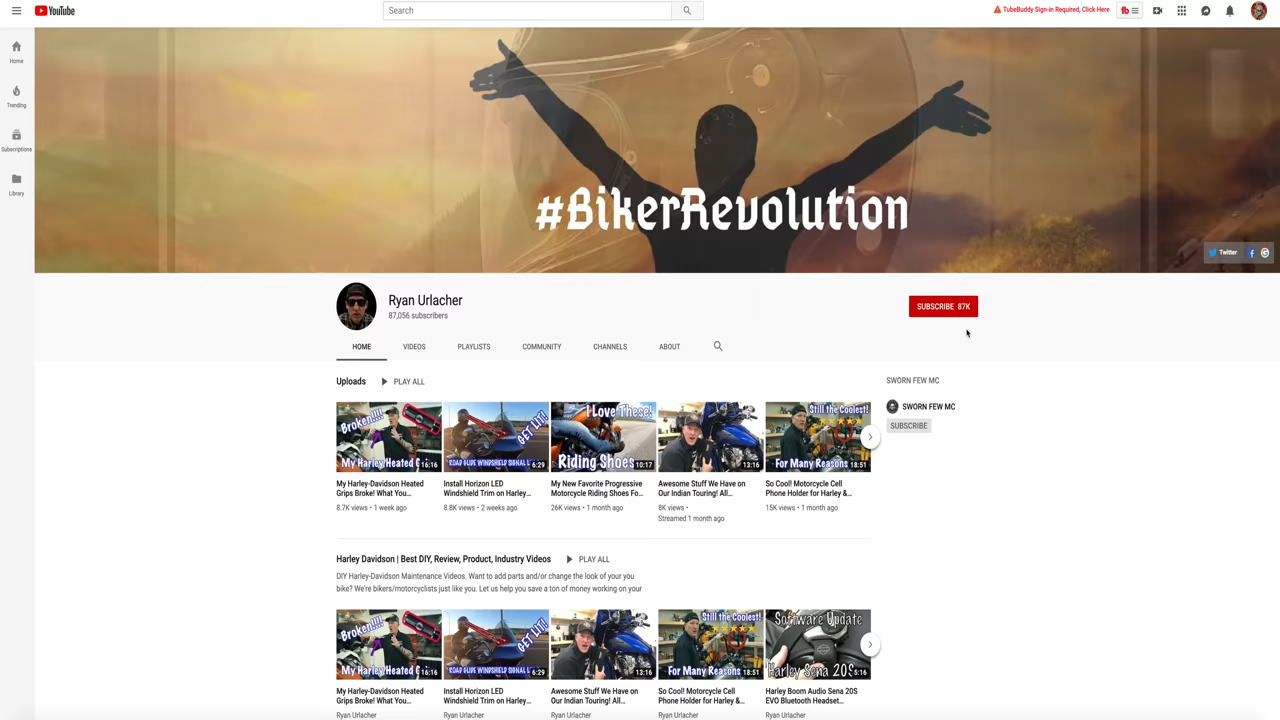 YouTube
Search
TubeBuddy Sign-in Required, Click Here
tb
Home
Trending
Subscriptions
Library
#BikerRevolution
Twitter
Ryan Urlacher
87,056 subscribers
SUBSCRIBE 87K
HOME
VIDEOS
PLAYLISTS
COMMUNITY
CHANNELS
ABOUT
Uploads
PLAY ALL
SWORN FEW MC
SWORN FEW MC
SUBSCRIBE
Broken!!!!
My Harley Heated G
16:16
GET LIT!
ROAD GLIDE WINDSHIELD SIGNAL L
6:29
I Love These!
Riding Shoes
10:17
13:16
Still the Coolest!
For Many Reasons
18:51
My Harley-Davidson Heated
Grips Broke! What You...
8.7K views • 1 week ago
Install Horizon LED
Windshield Trim on Harley...
8.8K views • 2 weeks ago
My New Favorite Progressive
Motorcycle Riding Shoes Fo...
26K views • 1 month ago
Awesome Stuff We Have on
Our Indian Touring! All...
8K views •
Streamed 1 month ago
So Cool! Motorcycle Cell
Phone Holder for Harley &...
15K views • 1 month ago
Harley Davidson | Best DIY, Review, Product, Industry Videos
PLAY ALL
DIY Harley-Davidson Maintenance Videos. Want to add parts and/or change the look of your you
bike? We're bikers/motorcyclists just like you. Let us help you save a ton of money working on your
Broken!!!!
My Harley Heated G
16:16
GET LIT!
ROAD GLIDE WINDSHIELD SIGNAL L
6:29
13:16
Still the Coolest!
For Many Reasons
18:51
Software Update
Harley Sena 20S
5:16
My Harley-Davidson Heated
Grips Broke! What You...
Ryan Urlacher
Install Horizon LED
Windshield Trim on Harley...
Ryan Urlacher
Awesome Stuff We Have on
Our Indian Touring! All...
Ryan Urlacher
So Cool! Motorcycle Cell
Phone Holder for Harley &...
Ryan Urlacher
Harley Boom Audio Sena 20S
EVO Bluetooth Headset...
Ryan Urlacher